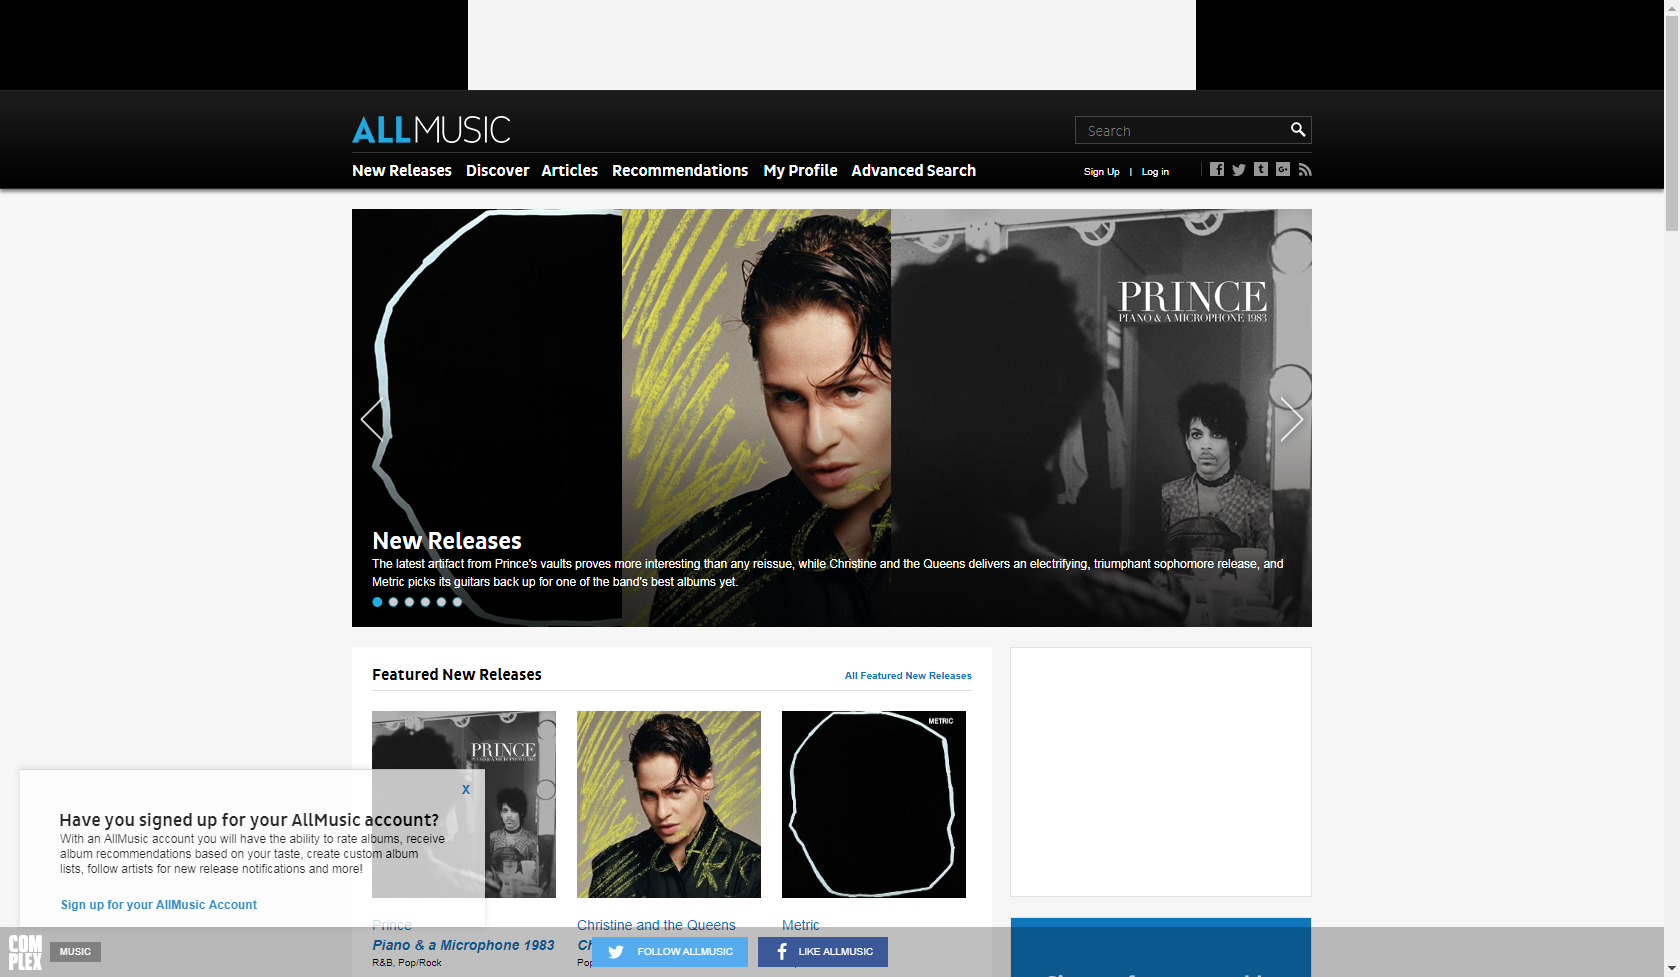 ALLMUSIC
Search
New Releases Discover Articles Recommendations My Profile Advanced Search
Sign Up | Log in
PRINCE
PIANO & A MICROPHONE 1983
New Releases
The latest artifact from Prince's vaults proves more interesting than any reissue, while Christine and the Queens delivers an electrifying, triumphant sophomore release, and
Metric picks its guitars back up for one of the band's best albums yet.
Featured New Releases
All Featured New Releases
PRINCE
PIANO & A MICROPHONE 1983
METRIC
X
Have you signed up for your AllMusic account?
With an AllMusic account you will have the ability to rate albums, receive
album recommendations based on your taste, create custom album
lists, follow artists for new release notifications and more!
Sign up for your AllMusic Account
Prince
Piano & a Microphone 1983
R&B, Pop/Rock
Christine and the Queens
Metric
COM
PLEX
MUSIC
FOLLOW ALLMUSIC
LIKE ALLMUSIC